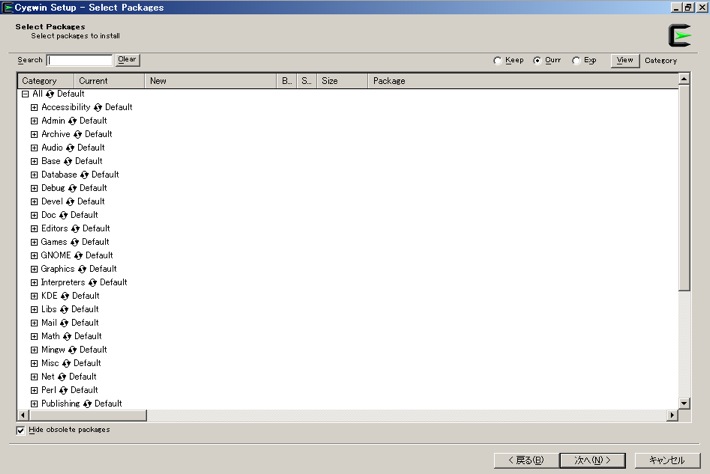 Cygwin Setup - Select Packages
Select Packages
Select packages to install
Search Clear Keep Curr Exp View Category
Category Current New B... S... Size Package
All Default
Accessibility Default
Admin Default
Archive Default
Audio Default
Base Default
Database Default
Debug Default
Devel Default
Doc Default
Editors Default
Games Default
GNOME Default
Graphics Default
Interpreters Default
KDE Default
Libs Default
Mail Default
Math Default
Mingw Default
Misc Default
Net Default
Perl Default
Publishing Default
Hide obsolete packages
< 戻る(B) 次へ(N) > キャンセル